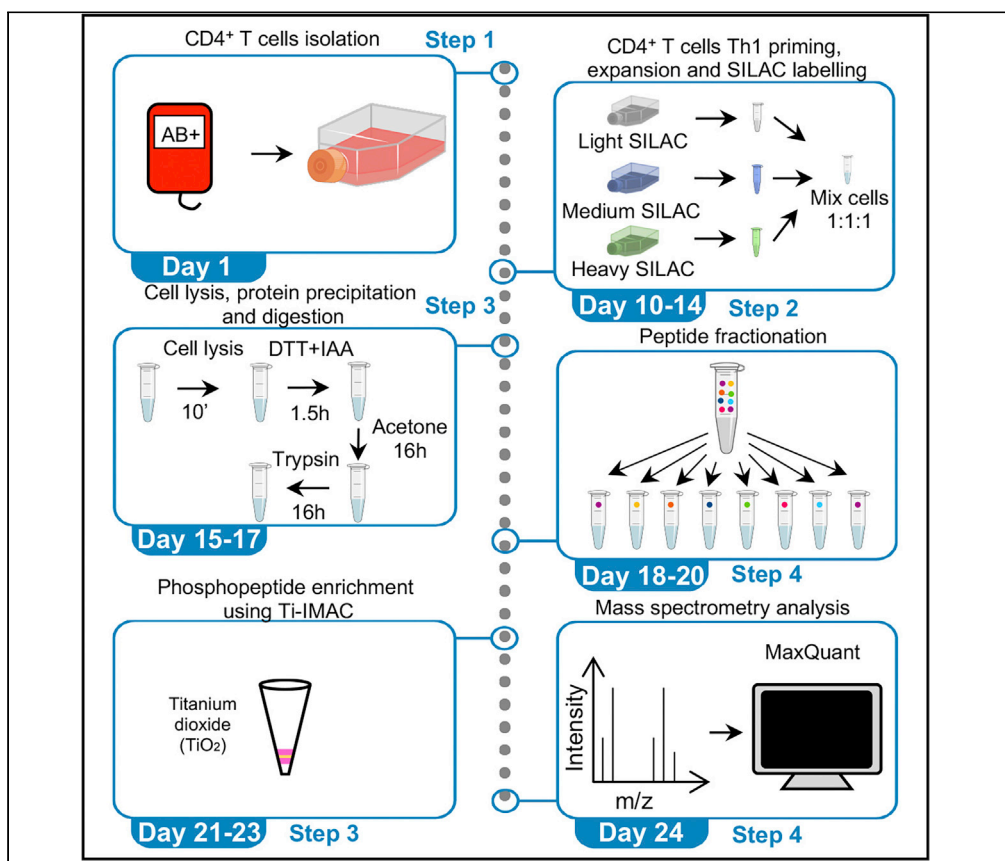 CD4⁺ T cells isolation
Step 1
AB+
Day 1
CD4⁺ T cells Th1 priming,
expansion and SILAC labelling
Light SILAC
Medium SILAC
Heavy SILAC
Mix cells
1:1:1
Day 10-14
Step 2
Cell lysis, protein precipitation
and digestion
Step 3
Cell lysis
10'
DTT+IAA
1.5h
Acetone
16h
Trypsin
16h
Day 15-17
Peptide fractionation
Day 18-20
Step 4
Phosphopeptide enrichment
using Ti-IMAC
Titanium
dioxide
(TiO₂)
Day 21-23
Step 3
Mass spectrometry analysis
Intensity
m/z
MaxQuant
Day 24
Step 4